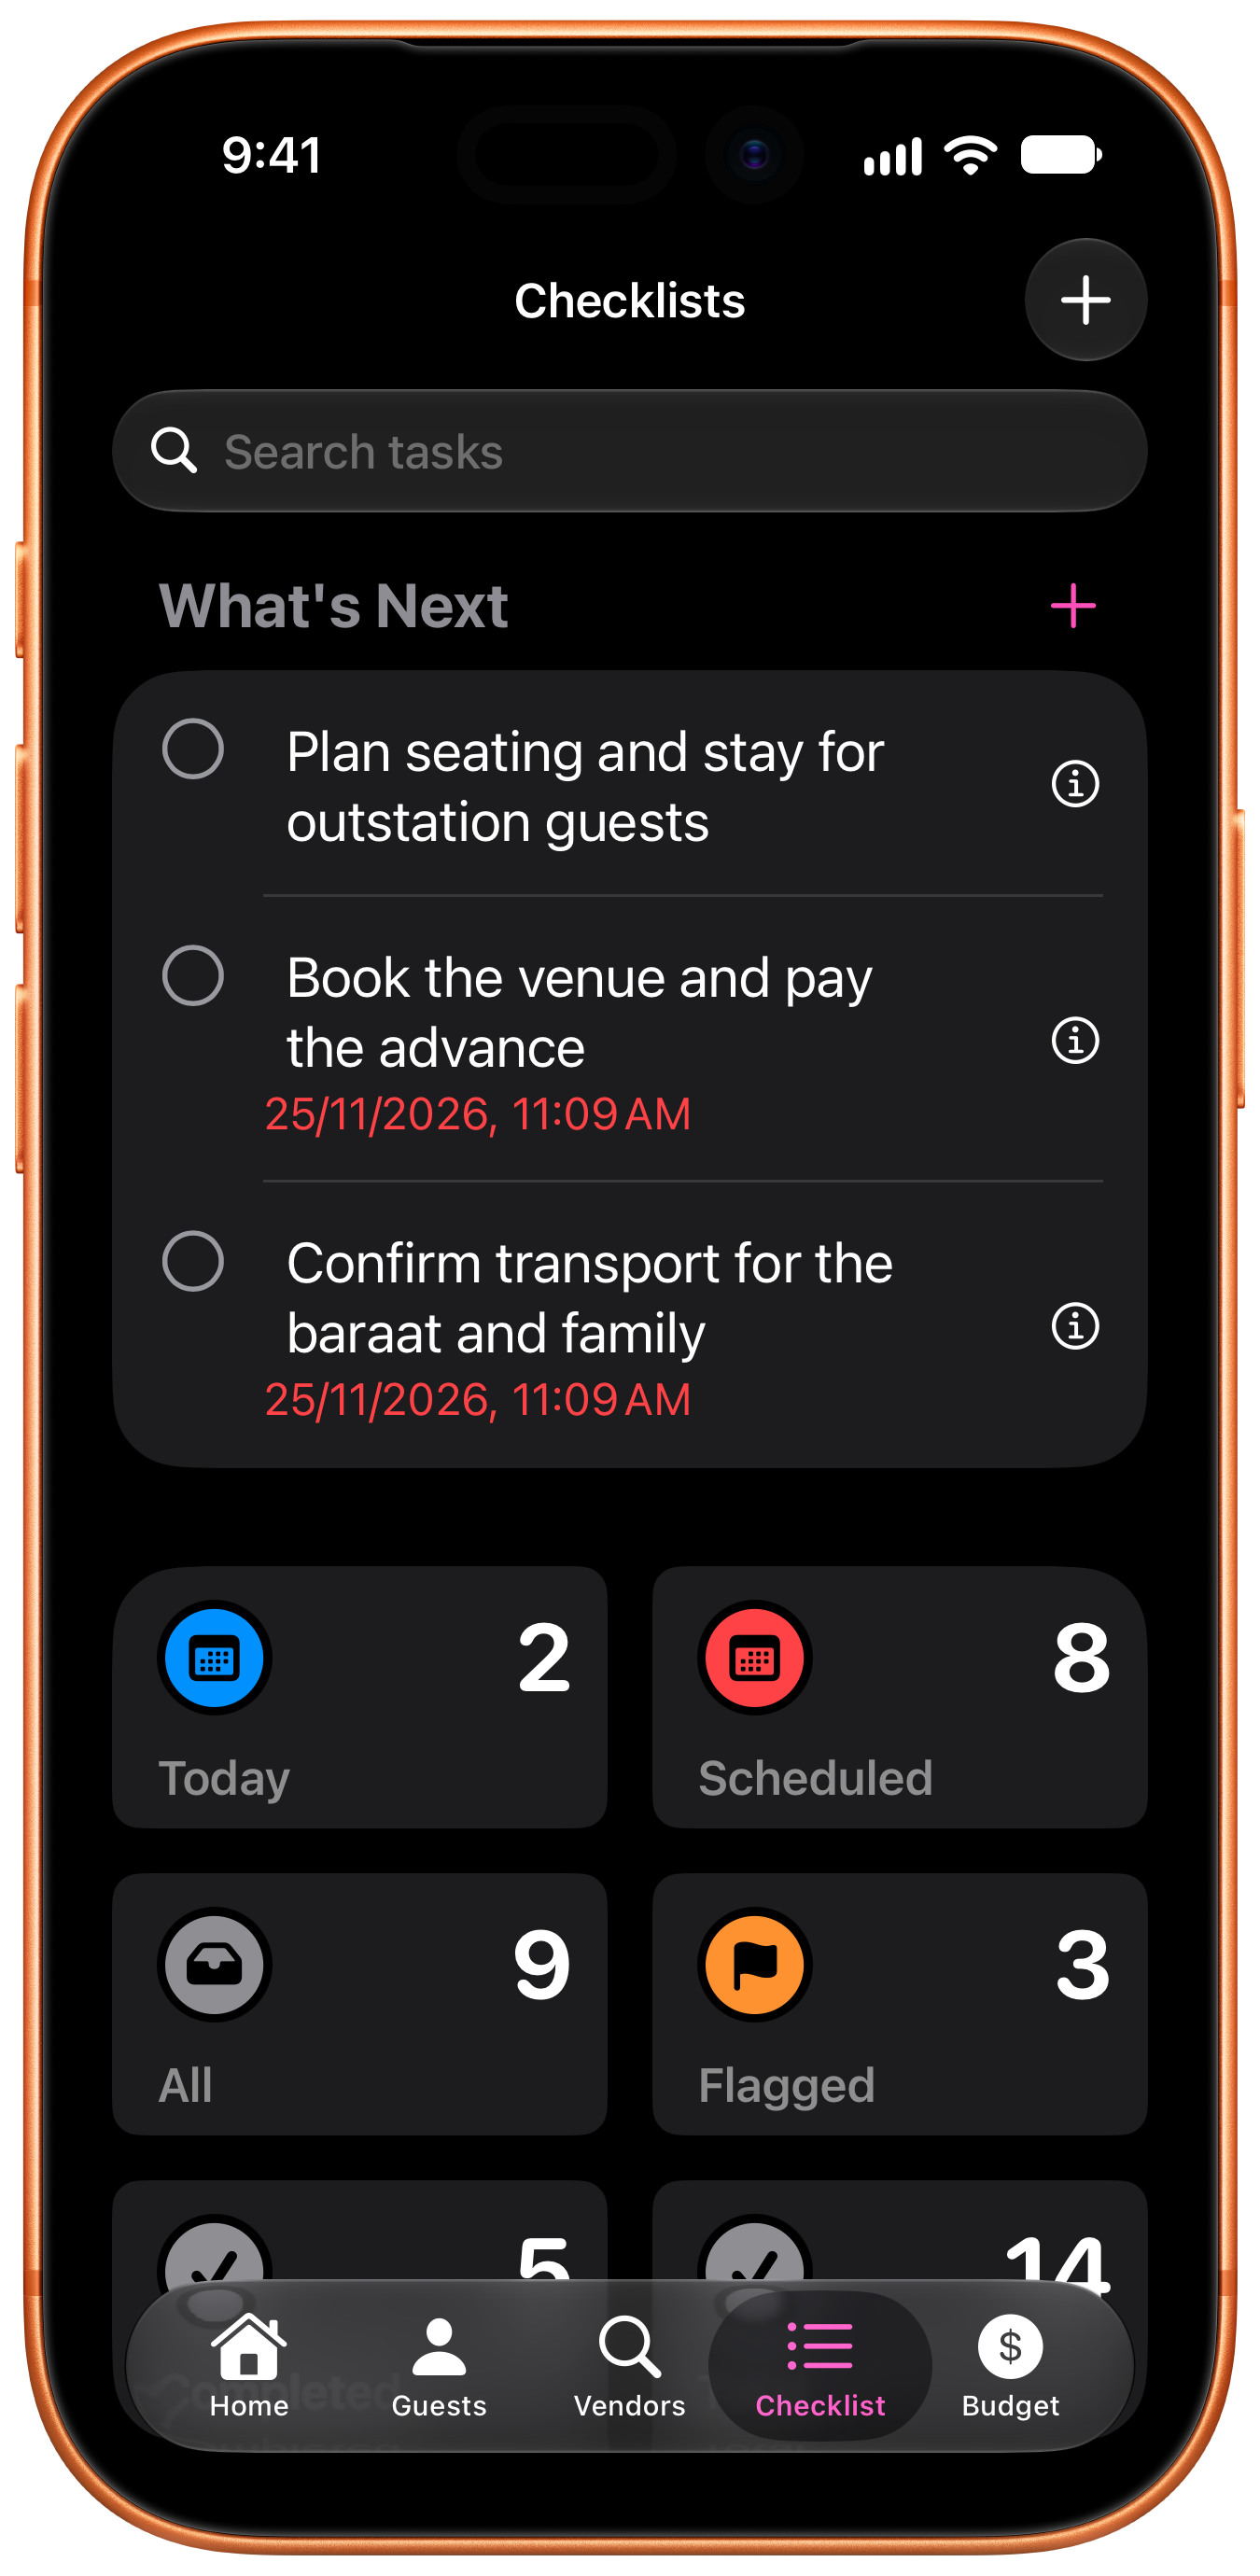 9:41
Checklists
Search tasks
What's Next
Plan seating and stay for
outstation guests
Book the venue and pay
the advance
25/11/2026, 11:09 AM
Confirm transport for the
baraat and family
25/11/2026, 11:09 AM
2
8
Today
Scheduled
9
3
All
Flagged
5
14
Completed
Home
Guests
Vendors
Checklist
$
Budget